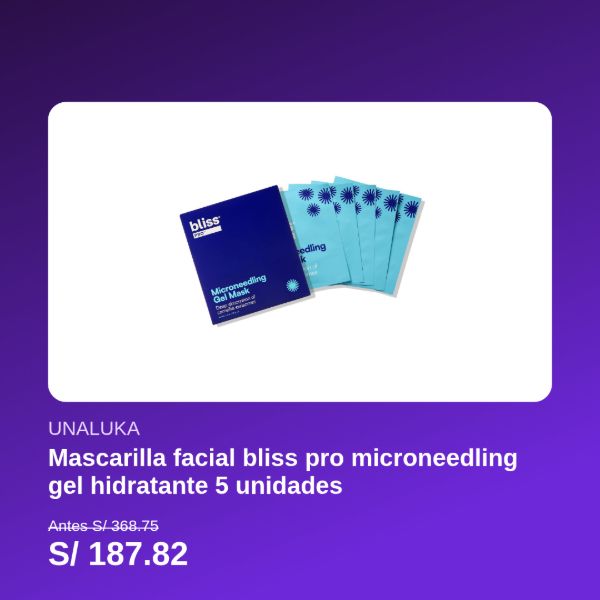 bliss
PRO
Microneedling
Gel Mask
edling
k
UNALUKA
Mascarilla facial bliss pro microneedling
gel hidratante 5 unidades
Antes S/ 368.75
S/ 187.82